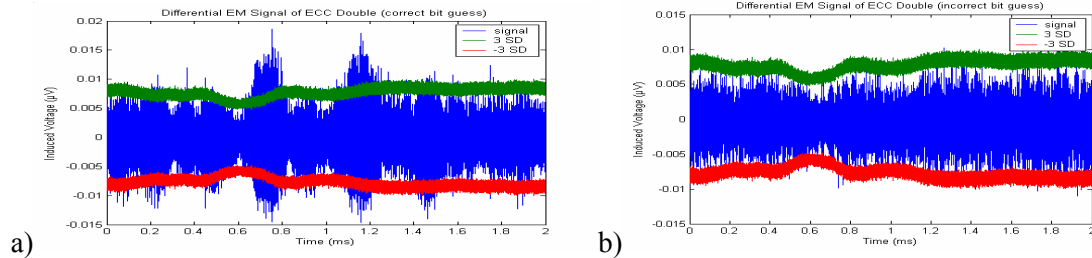 Differential EM Signal of ECC Double (correct bit guess)
0.02
0.015
0.01
0.005
0
-0.005
-0.01
-0.015
Induced Voltage (µV)
signal
3 SD
-3 SD
0 0.2 0.4 0.6 0.8 1 1.2 1.4 1.6 1.8 2
Time (ms)
a)
Differential EM Signal of ECC Double (incorrect bit guess)
0.015
0.01
0.005
0
-0.005
-0.01
-0.015
Induced Voltage (µV)
signal
3 SD
-3 SD
0 0.2 0.4 0.6 0.8 1 1.2 1.4 1.6 1.8 2
Time (ms)
b)